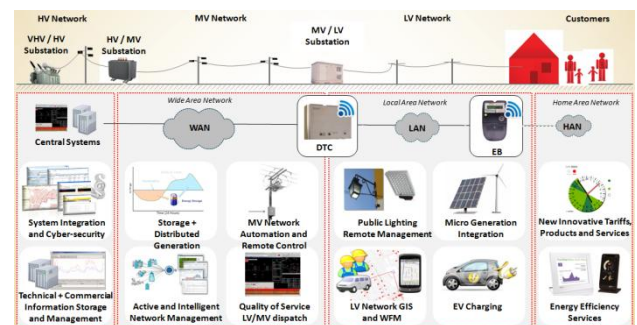 HV Network
MV Network
LV Network
Customers
VHV / HV
Substation
HV / MV
Substation
MV / LV
Substation
Wide Area Network
Local Area Network
Home Area Network
Central Systems
WAN
DTC
LAN
EB
HAN
System Integration
and Cyber-security
Storage +
Distributed
Generation
MV Network
Automation and
Remote Control
Public Lighting
Remote Management
Micro Generation
Integration
New Innovative Tariffs,
Products and Services
Technical + Commercial
Information Storage
and Management
Active and Intelligent
Network Management
Quality of Service
LV/MV dispatch
LV Network GIS
and WFM
EV Charging
Energy Efficiency
Services